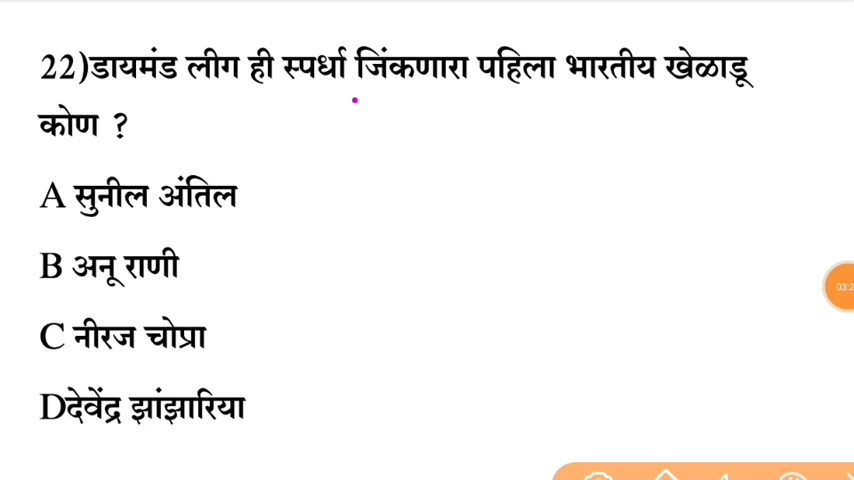 22)डायमंड लीग ही स्पर्धा जिंकणारा पहिला भारतीय खेळाडू
कोण ?
A सुनील अंतिल
B अनू राणी
C नीरज चोप्रा
Dदेवेंद्र झांझारिया